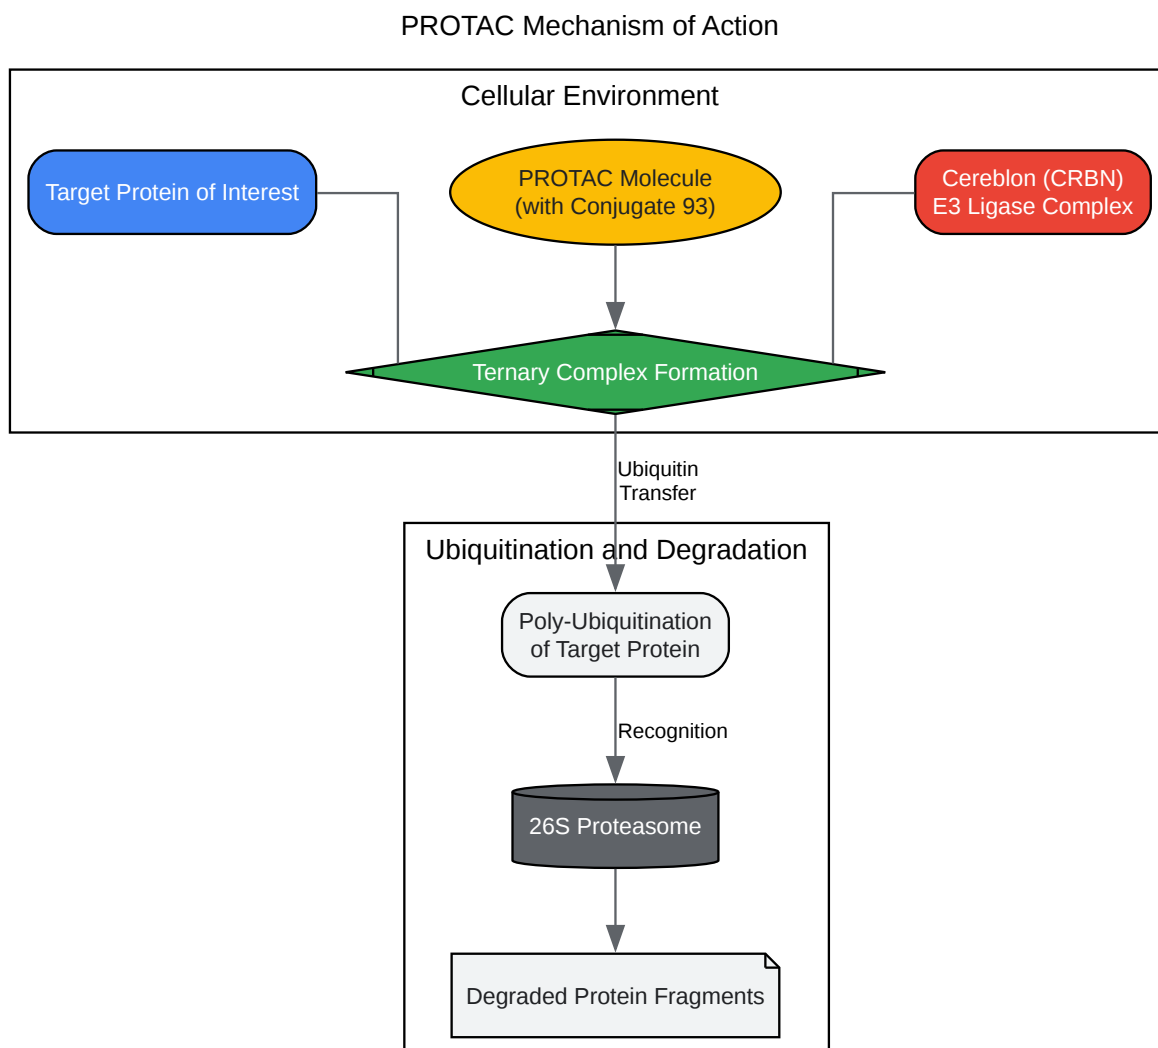 PROTAC Mechanism of Action
Cellular Environment
Target Protein of Interest
PROTAC Molecule
(with Conjugate 93)
Cereblon (CRBN)
E3 Ligase Complex
Ternary Complex Formation
Ubiquitin
Transfer
Ubiquitination and Degradation
Poly-Ubiquitination
of Target Protein
Recognition
26S Proteasome
Degraded Protein Fragments